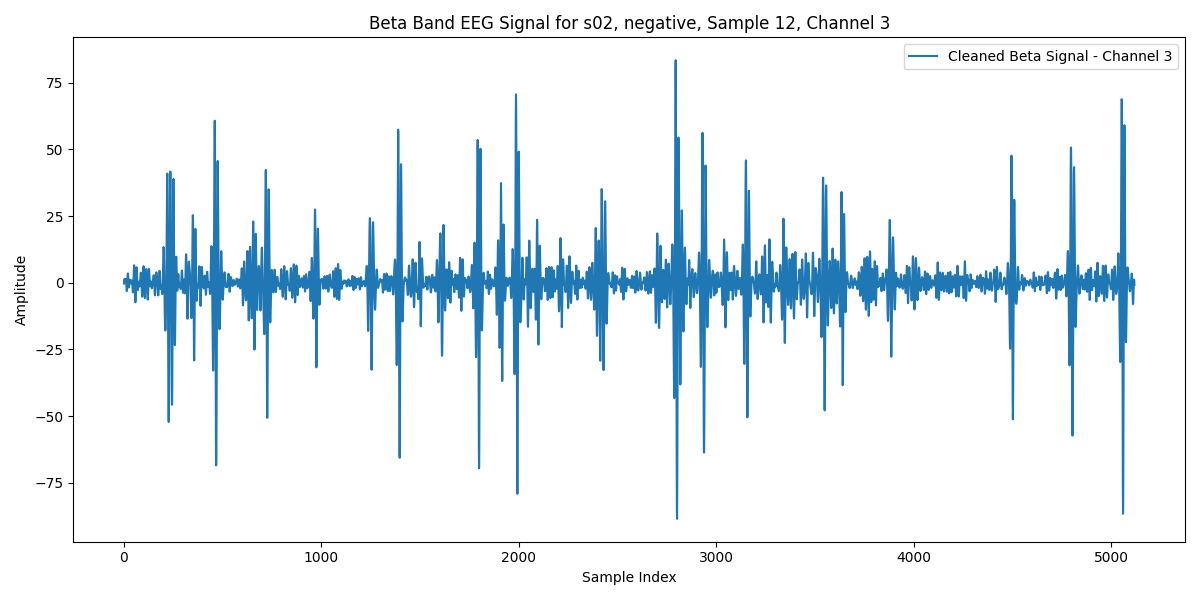 Beta Band EEG Signal for s02, negative, Sample 12, Channel 3
Cleaned Beta Signal - Channel 3
Amplitude
75
50
25
0
−25
−50
−75
0 1000 2000 3000 4000 5000
Sample Index